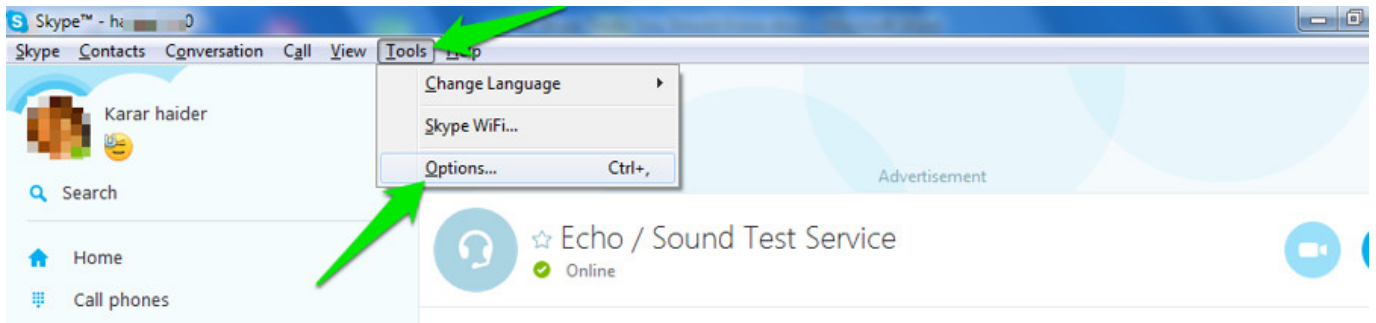 Skype™ -
Skype Contacts Conversation Call View Tools Help
Change Language
Karar haider
Skype WiFi...
Options... Ctrl+,
Advertisement
Search
Echo / Sound Test Service
Online
Home
Call phones